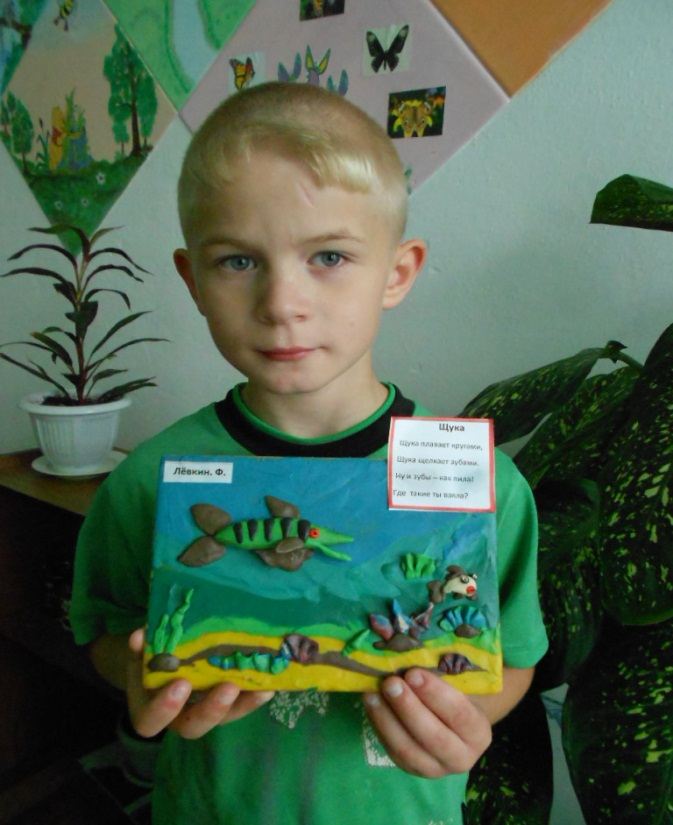 Щука
Щука плавает кругами,
Щука щелкает зубами.
Ну и зубы – как пила!
Где такие ты взяла?
Лёвкин. Ф.